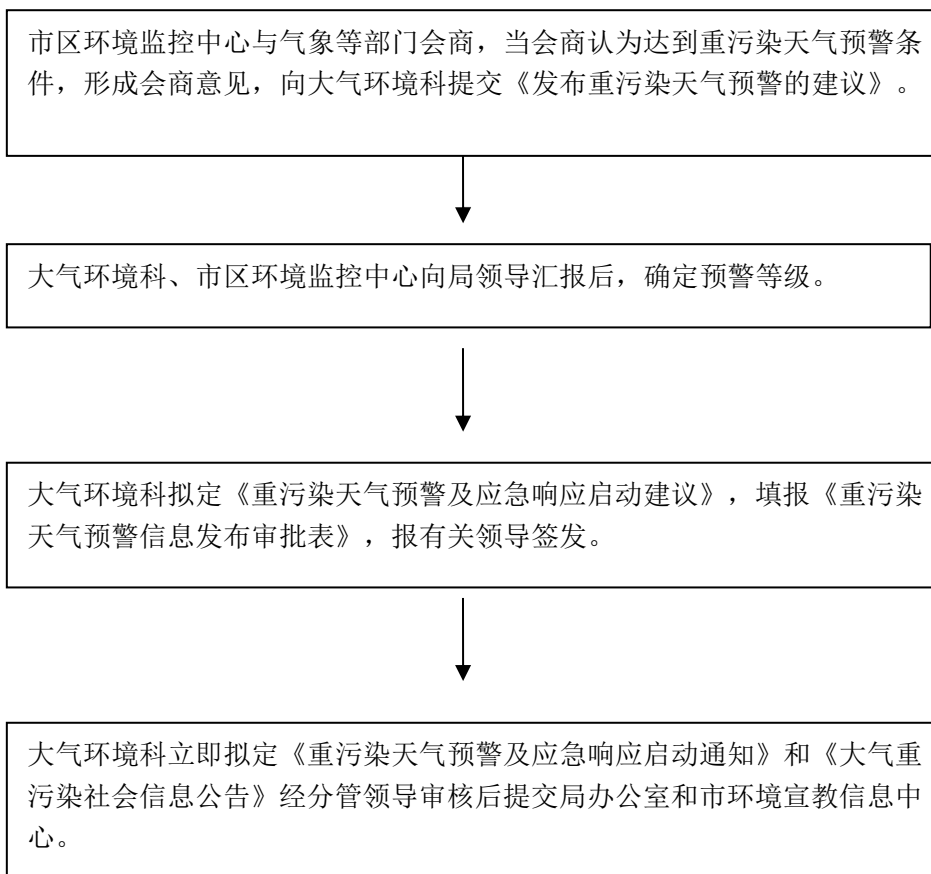 市区环境监控中心与气象等部门会商，当会商认为达到重污染天气预警条
件，形成会商意见，向大气环境科提交《发布重污染天气预警的建议》。
大气环境科、市区环境监控中心向局领导汇报后，确定预警等级。
大气环境科拟定《重污染天气预警及应急响应启动建议》，填报《重污染
天气预警信息发布审批表》，报有关领导签发。
大气环境科立即拟定《重污染天气预警及应急响应启动通知》和《大气重
污染社会信息公告》经分管领导审核后提交局办公室和市环境宣教信息中
心。